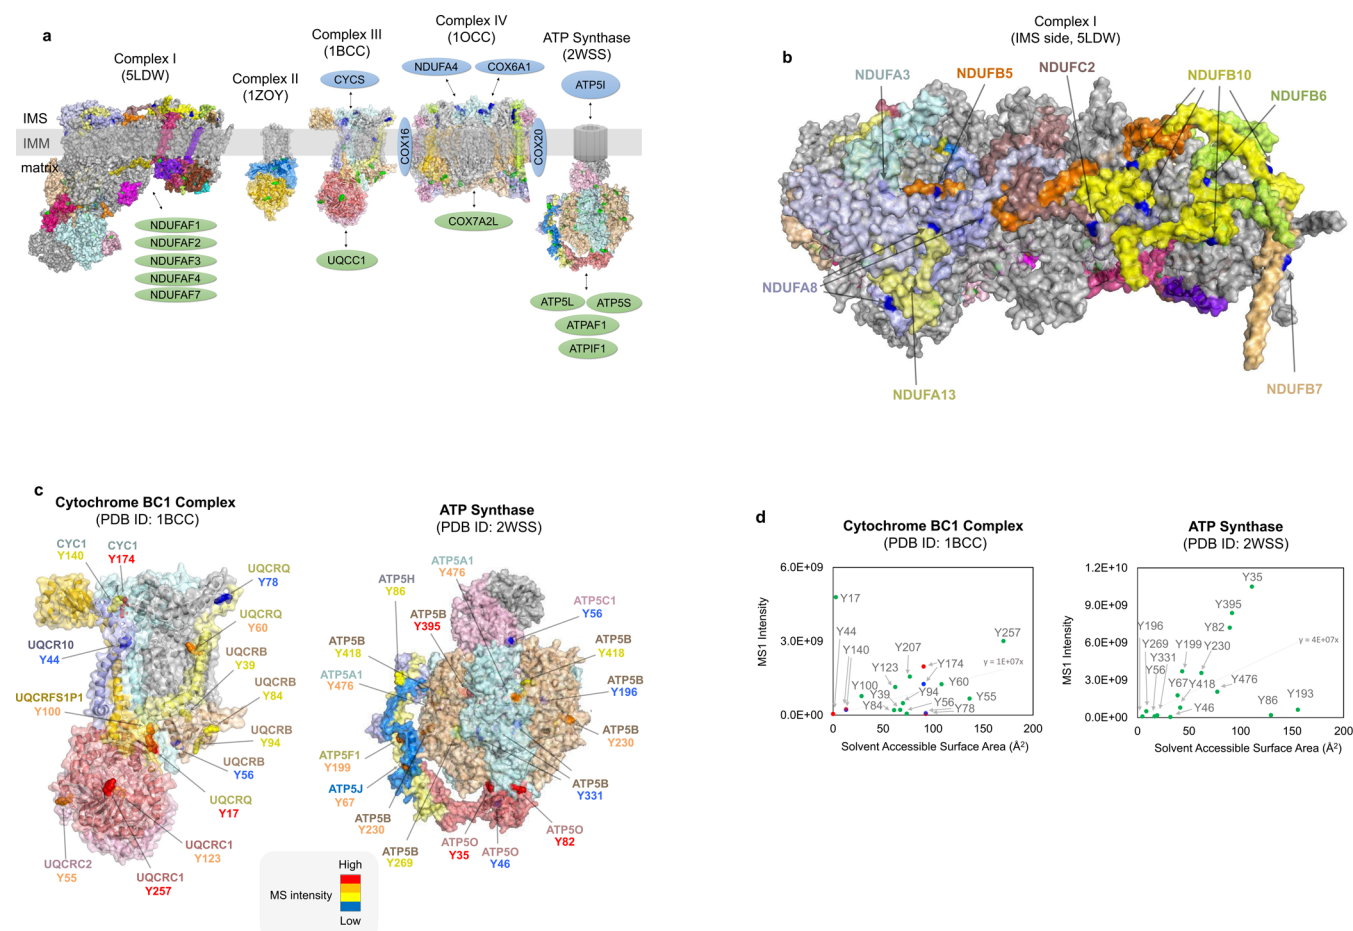 a
Complex I
(5LDW)
Complex II
(1ZOY)
Complex III
(1BCC)
Complex IV
(1OCC)
ATP Synthase
(2WSS)
CYCS
NDUFA4
COX6A1
ATP5I
IMS
IMM
matrix
COX16
COX20
NDUFAF1
NDUFAF2
NDUFAF3
NDUFAF4
NDUFAF7
UQCC1
COX7A2L
ATP5L
ATP5S
ATPAF1
ATPIF1
b
Complex I
(IMS side, 5LDW)
NDUFA3
NDUFB5
NDUFC2
NDUFB10
NDUFB6
NDUFA8
NDUFA13
NDUFB7
c
Cytochrome BC1 Complex
(PDB ID: 1BCC)
CYC1
Y140
CYC1
Y174
UQCRQ
Y78
UQCRQ
Y60
UQCR10
Y44
UQCRB
Y39
UQCRB
Y84
UQCRFS1P1
Y100
UQCRB
Y94
UQCRB
Y56
UQCRQ
Y17
UQCRC1
Y123
UQCRC2
Y55
UQCRC1
Y257
ATP Synthase
(PDB ID: 2WSS)
ATP5A1
Y476
ATP5H
Y86
ATP5B
Y395
ATP5C1
Y56
ATP5B
Y418
ATP5B
Y418
ATP5A1
Y476
ATP5B
Y196
ATP5B
Y230
ATP5F1
Y199
ATP5J
Y67
ATP5B
Y331
ATP5B
Y230
ATP5B
Y269
ATP5O
Y35
ATP5O
Y46
ATP5O
Y82
High
MS intensity
Low
d
Cytochrome BC1 Complex
(PDB ID: 1BCC)
6.0E+09
3.0E+09
0.0E+00
MS1 Intensity
Y17
Y44
Y140
Y207
Y257
Y123
Y174
y = 1E+07x
Y100
Y39
Y94
Y60
Y84
Y56
Y55
Y78
0
50
100
150
200
Solvent Accessible Surface Area (Å²)
ATP Synthase
(PDB ID: 2WSS)
1.2E+10
9.0E+09
6.0E+09
3.0E+09
0.0E+00
MS1 Intensity
Y35
Y395
Y82
Y196
Y269
Y331
Y199
Y230
y = 4E+07x
Y56
Y67
Y418
Y476
Y46
Y86
Y193
0
50
100
150
200
Solvent Accessible Surface Area (Å²)